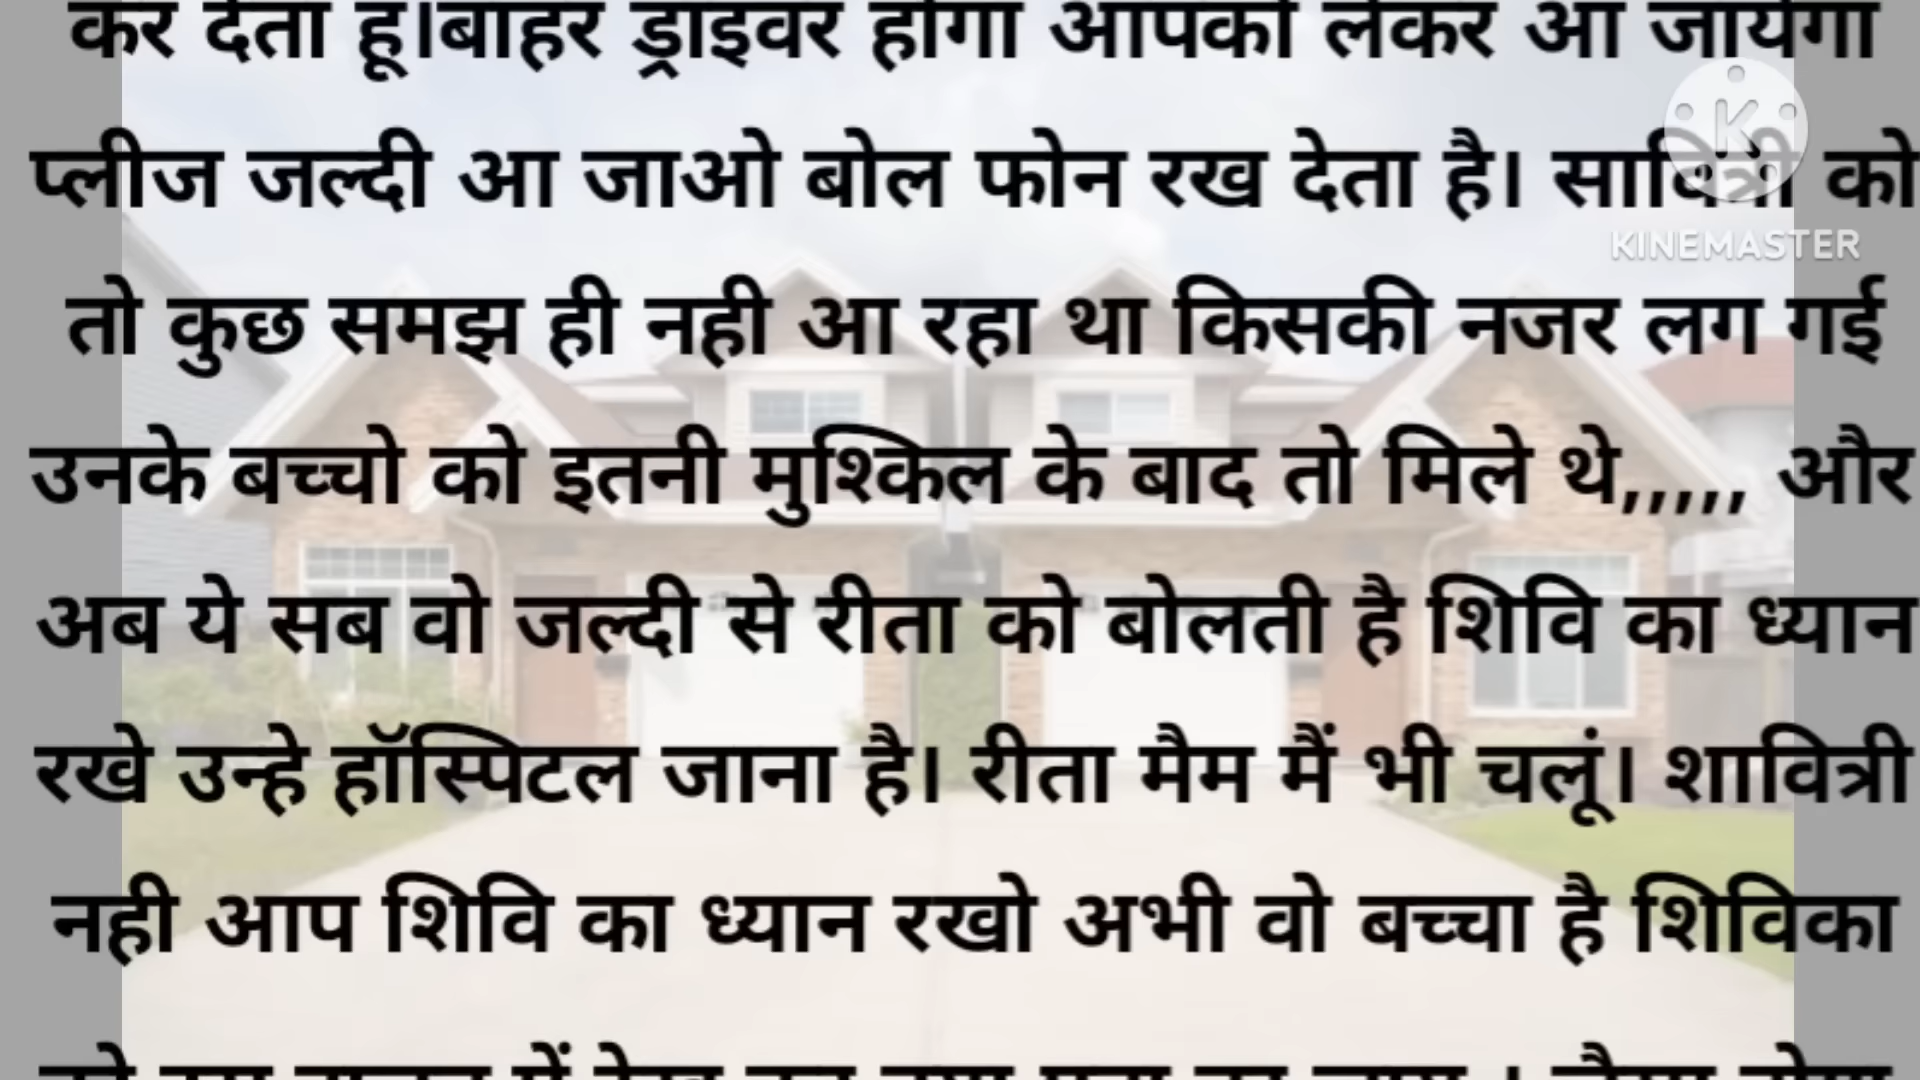 कर देता हूं।बाहर ड्राइवर होगा आपको लेकर आ जायेगा
प्लीज जल्दी आ जाओ बोल फोन रख देता है। सावित्री को
KINEMASTER
तो कुछ समझ ही नही आ रहा था किसकी नजर लग गई
उनके बच्चो को इतनी मुश्किल के बाद तो मिले थे,,,,, और
अब ये सब वो जल्दी से रीता को बोलती है शिवि का ध्यान
रखे उन्हे हॉस्पिटल जाना है। रीता मैम मैं भी चलूं। शावित्री
नही आप शिवि का ध्यान रखो अभी वो बच्चा है शिविका